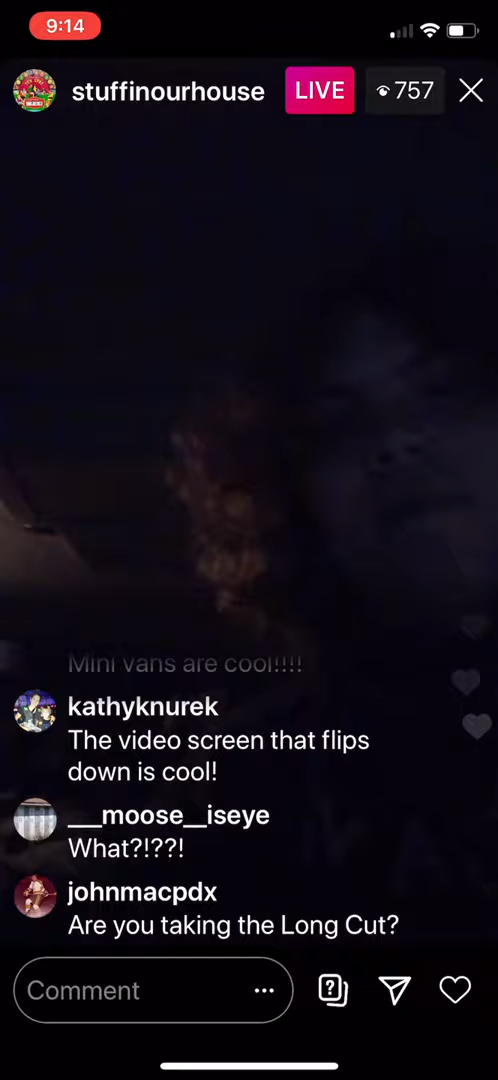 9:14
stuffinourhouse LIVE 757
Mini vans are cool!!!!
kathyknurek
The video screen that flips
down is cool!
___moose__iseye
What?!??!
johnmacpdx
Are you taking the Long Cut?
Comment